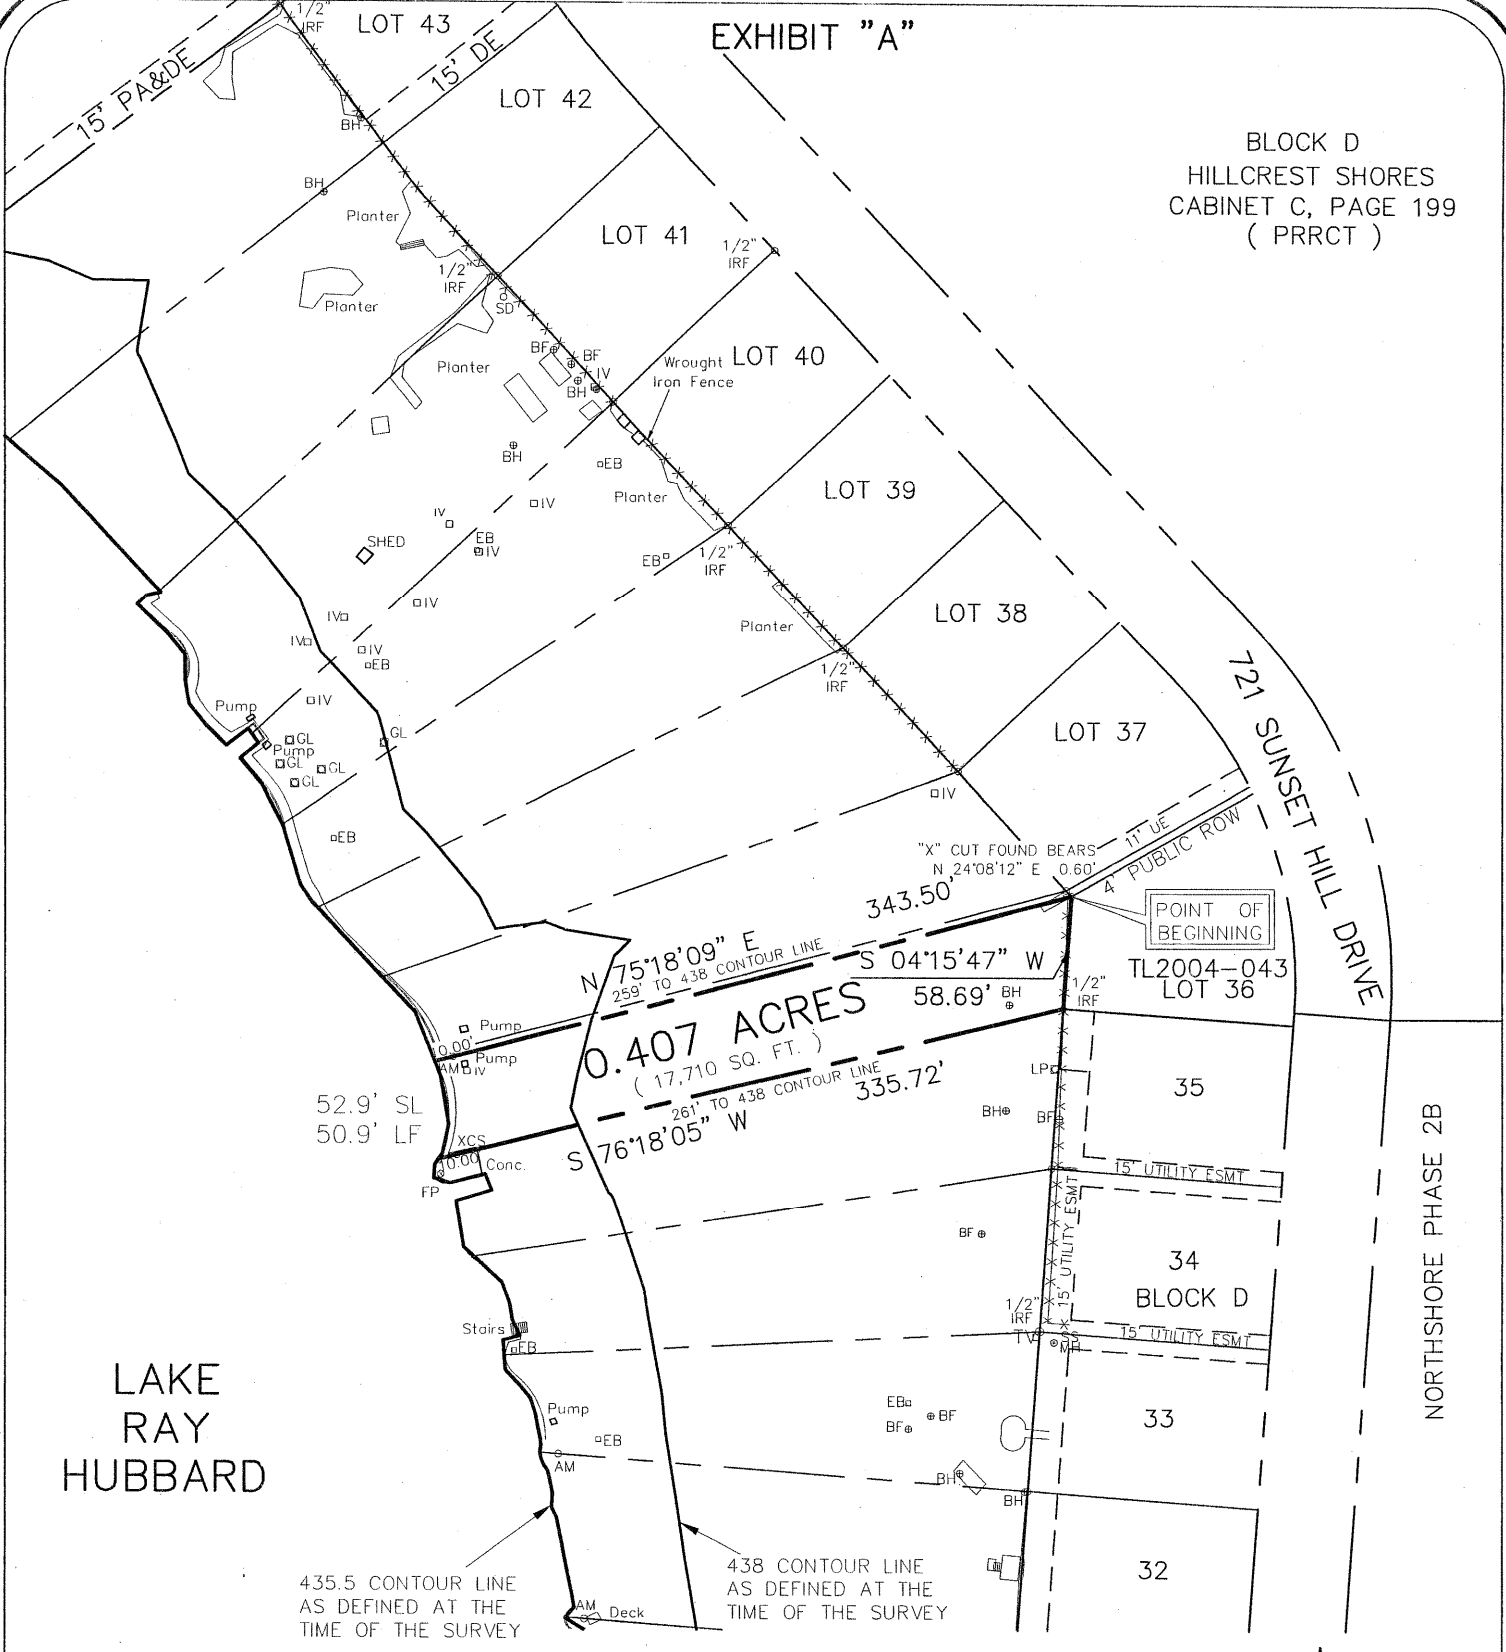 EXHIBIT "A"
1/2"
IRF
LOT 43
15' PA&DE
15' DE
LOT 42
BLOCK D
HILLCREST SHORES
CABINET C, PAGE 199
( PRRCT )
BH
BH
Planter
LOT 41
1/2"
IRF
1/2"
IRF
Planter
SD
BF
BF
Planter
IV
BH
Wrought
Iron Fence
LOT 40
BH
EB
LOT 39
Planter
IV
IV
SHED
EB
IV
EB
1/2"
IRF
IV
IV
LOT 38
Planter
IV
IV
EB
1/2"
IRF
721 SUNSET HILL DRIVE
IV
Pump
LOT 37
GL
GL
Pump
GL
GL
GL
IV
EB
11' UE
4' PUBLIC ROW
"X" CUT FOUND BEARS
N 24°08'12" E 0.60'
343.50'
POINT OF
BEGINNING
N 75°18'09" E
259' TO 438 CONTOUR LINE
S 04°15'47" W
58.69'
TL2004-043
LOT 36
1/2"
IRF
BH
0.407 ACRES
( 17,710 SQ. FT. )
Pump
0.00'
AM
Pump
IV
261' TO 438 CONTOUR LINE
335.72'
S 76°18'05" W
LP
35
52.9' SL
50.9' LF
BH
BF
XCS
0.00'
Conc.
FP
15' UTILITY ESMT
15' UTILITY ESMT
NORTHSHORE PHASE 2B
BF
34
BLOCK D
1/2"
IRF
Stairs
EB
TV
SS
MH
15' UTILITY ESMT
LAKE
RAY
HUBBARD
Pump
EB
AM
EB
BF
BF
33
BH
BH
435.5 CONTOUR LINE
AS DEFINED AT THE
TIME OF THE SURVEY
438 CONTOUR LINE
AS DEFINED AT THE
TIME OF THE SURVEY
32
AM
Deck